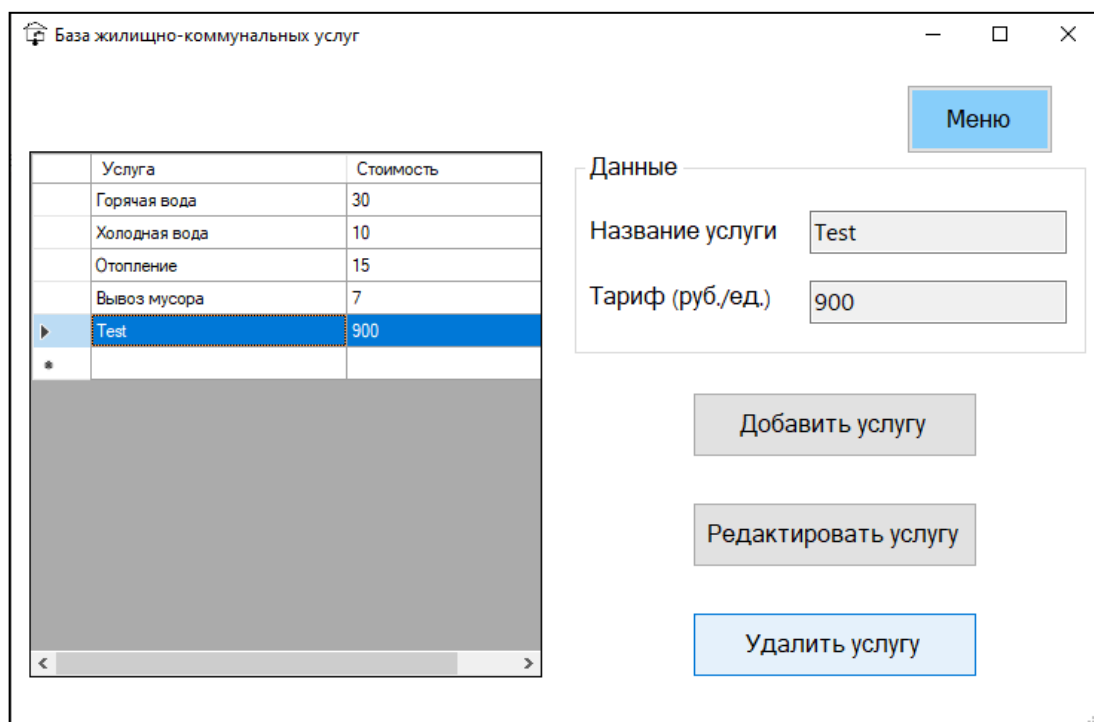 База жилищно-коммунальных услуг
Меню
Услуга Стоимость
Горячая вода 30
Холодная вода 10
Отопление 15
Вывоз мусора 7
Test 900
Данные
Название услуги Test
Тариф (руб./ед.) 900
Добавить услугу
Редактировать услугу
Удалить услугу